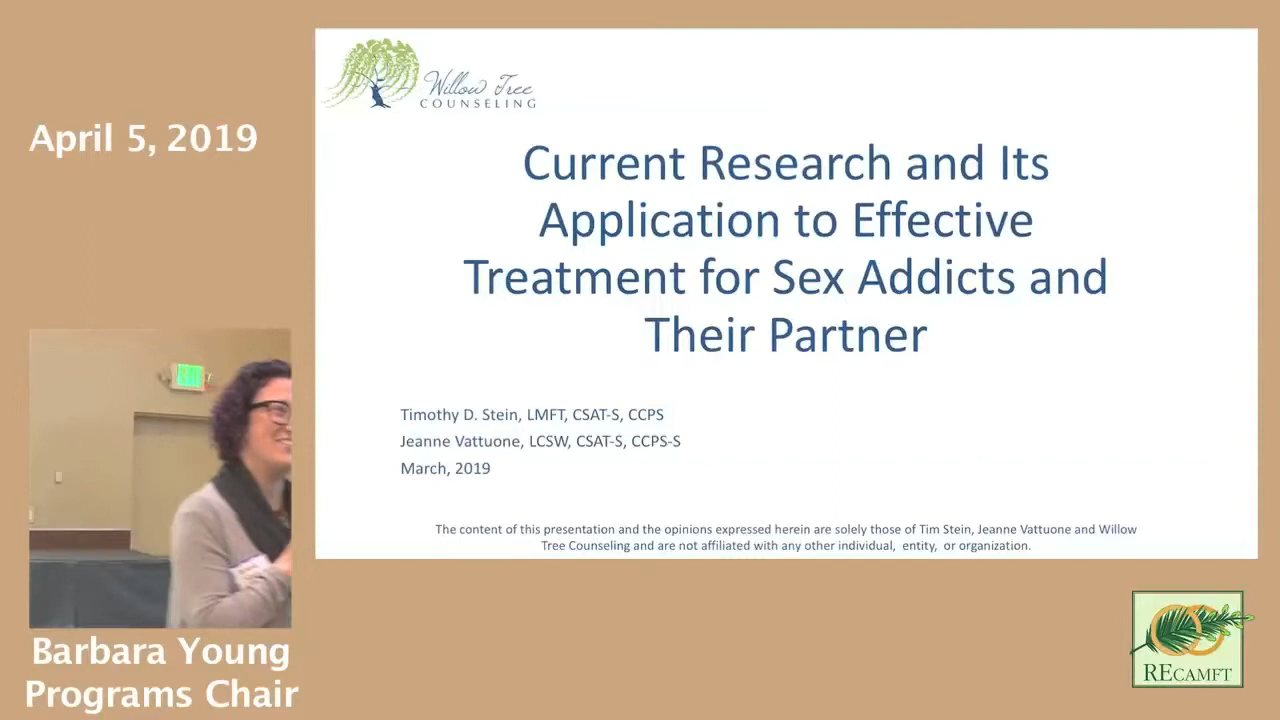 April 5, 2019
Willow Tree
COUNSELING
Current Research and Its
Application to Effective
Treatment for Sex Addicts and
Their Partner
Timothy D. Stein, LMFT, CSAT-S, CCPS
Jeanne Vattuone, LCSW, CSAT-S, CCPS-S
March, 2019
The content of this presentation and the opinions expressed herein are solely those of Tim Stein, Jeanne Vattuone and Willow
Tree Counseling and are not affiliated with any other individual, entity, or organization.
Barbara Young
Programs Chair
RECAMFT